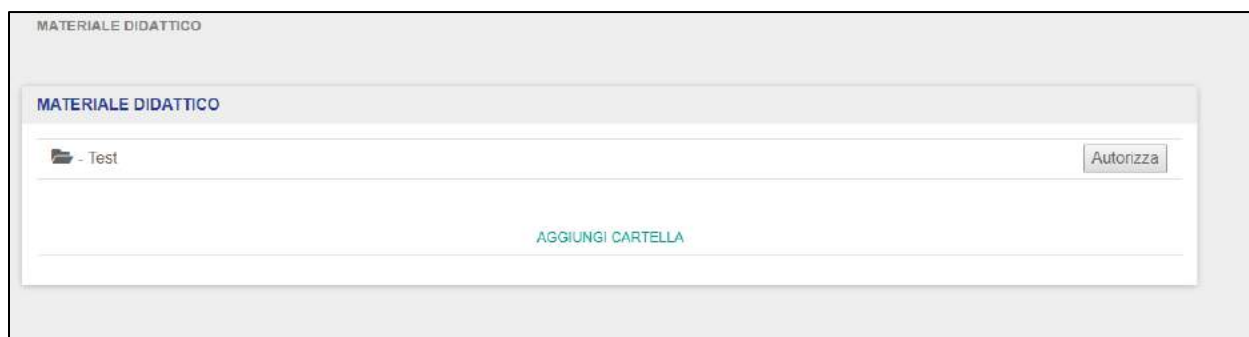 MATERIALE DIDATTICO
MATERIALE DIDATTICO
- Test
Autorizza
AGGIUNGI CARTELLA